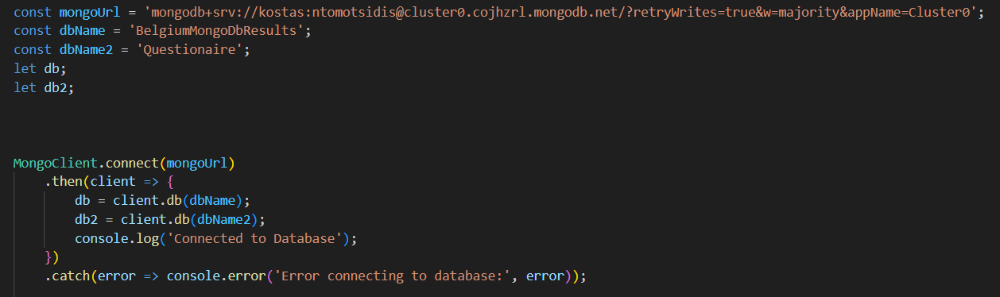 const mongoUrl = 'mongodb+srv://kostas:ntomotsidis@cluster0.cojhzrl.mongodb.net/?retryWrites=true&w=majority&appName=Cluster0';
const dbName = 'BelgiumMongoDbResults';
const dbName2 = 'Questionaire';
let db;
let db2;
MongoClient.connect(mongoUrl)
.then(client => {
db = client.db(dbName);
db2 = client.db(dbName2);
console.log('Connected to Database');
})
.catch(error => console.error('Error connecting to database:', error));